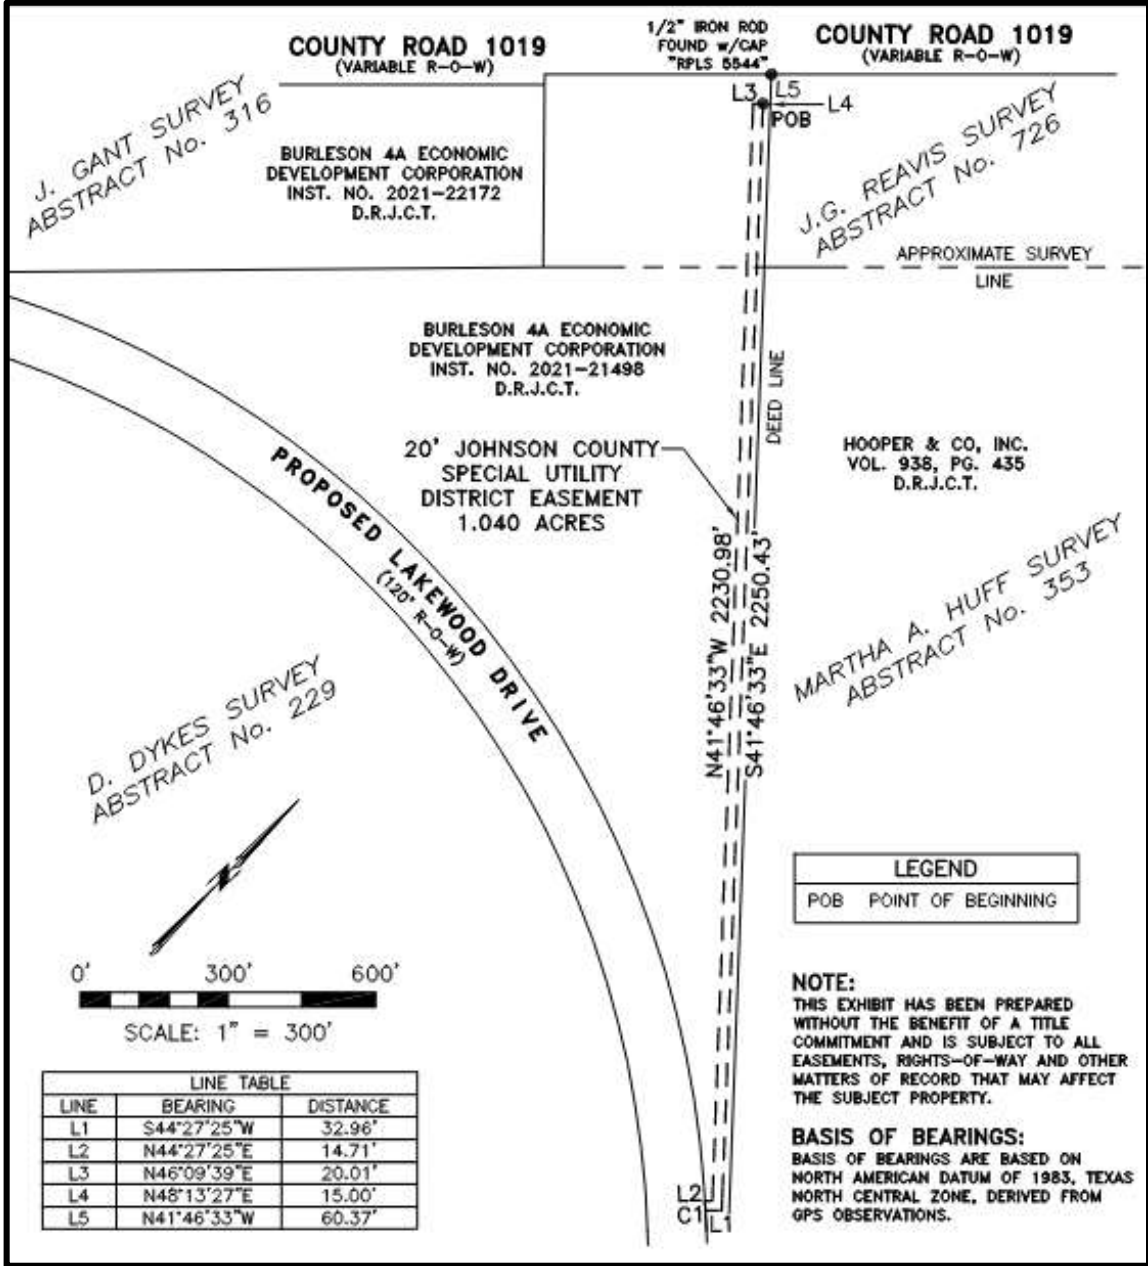 COUNTY ROAD 1019
(VARIABLE R-O-W)
1/2" IRON ROD
FOUND w/CAP
"RPLS 5544"
COUNTY ROAD 1019
(VARIABLE R-O-W)
L3
L5
L4
POB
J. GANT SURVEY
ABSTRACT No. 316
BURLESON 4A ECONOMIC
DEVELOPMENT CORPORATION
INST. NO. 2021-22172
D.R.J.C.T.
J.G. REAVIS SURVEY
ABSTRACT No. 726
APPROXIMATE SURVEY
LINE
BURLESON 4A ECONOMIC
DEVELOPMENT CORPORATION
INST. NO. 2021-21498
D.R.J.C.T.
DEED LINE
20' JOHNSON COUNTY
SPECIAL UTILITY
DISTRICT EASEMENT
1.040 ACRES
HOOPER & CO, INC.
VOL. 938, PG. 435
D.R.J.C.T.
PROPOSED LAKEWOOD DRIVE
(120' R-O-W)
N41°46'33"W 2230.98'
S41°46'33"E 2250.43'
MARTHA A. HUFF SURVEY
ABSTRACT No. 353
D. DYKES SURVEY
ABSTRACT No. 229
0' 300' 600'
SCALE: 1" = 300'
LEGEND
POB POINT OF BEGINNING
NOTE:
THIS EXHIBIT HAS BEEN PREPARED
WITHOUT THE BENEFIT OF A TITLE
COMMITMENT AND IS SUBJECT TO ALL
EASEMENTS, RIGHTS-OF-WAY AND OTHER
MATTERS OF RECORD THAT MAY AFFECT
THE SUBJECT PROPERTY.
BASIS OF BEARINGS:
BASIS OF BEARINGS ARE BASED ON
NORTH AMERICAN DATUM OF 1983, TEXAS
NORTH CENTRAL ZONE, DERIVED FROM
GPS OBSERVATIONS.
LINE TABLE
LINE BEARING DISTANCE
L1 S44°27'25"W 32.96'
L2 N44°27'25"E 14.71'
L3 N46°09'39"E 20.01'
L4 N48°13'27"E 15.00'
L5 N41°46'33"W 60.37'
L2
C1
L1